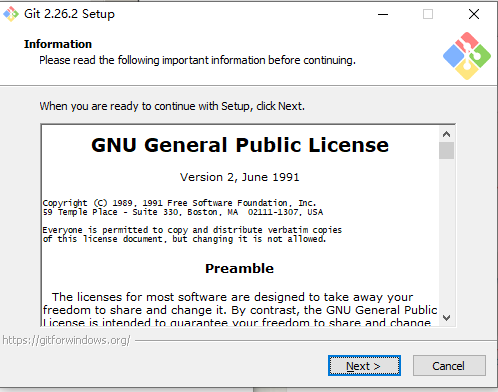 Git 2.26.2 Setup
Information
Please read the following important information before continuing.
When you are ready to continue with Setup, click Next.
GNU General Public License
Version 2, June 1991
Copyright (C) 1989, 1991 Free Software Foundation, Inc.
59 Temple Place - Suite 330, Boston, MA  02111-1307, USA
Everyone is permitted to copy and distribute verbatim copies
of this license document, but changing it is not allowed.
Preamble
The licenses for most software are designed to take away your
freedom to share and change it. By contrast, the GNU General Public
License is intended to guarantee your freedom to share and change
https://gitforwindows.org/
Next >
Cancel